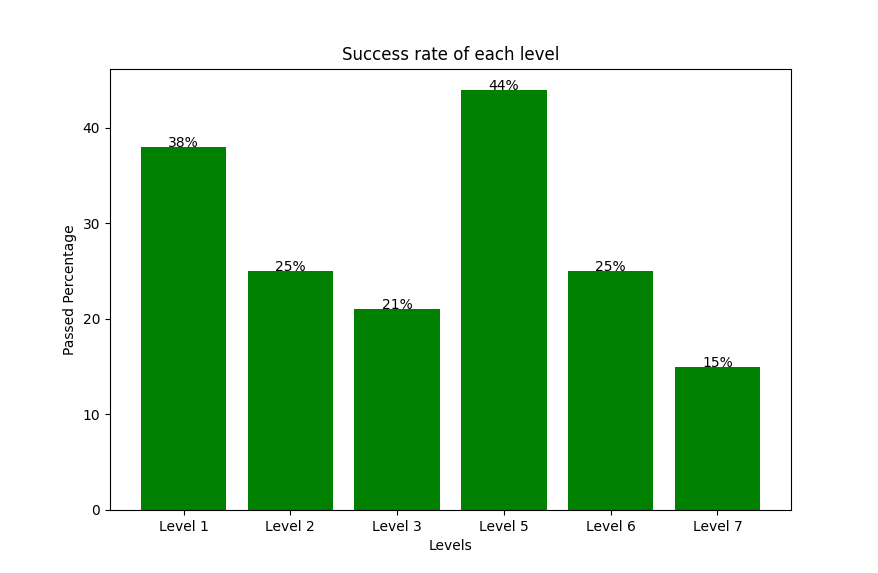 Success rate of each level
44%
40
38%
30
25%
25%
21%
20
15%
10
0
Passed Percentage
Level 1
Level 2
Level 3
Level 5
Level 6
Level 7
Levels